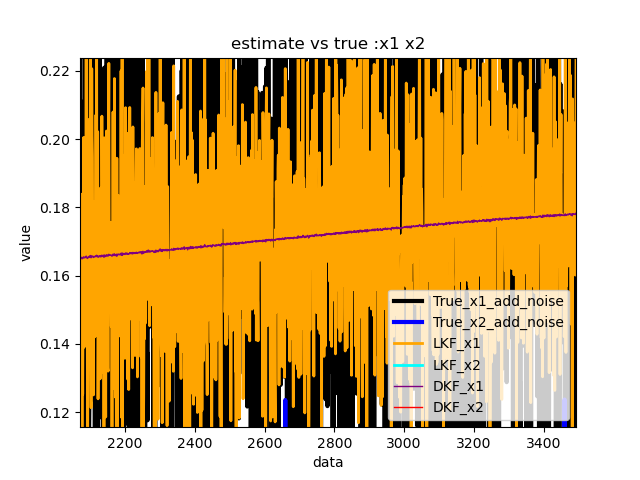 estimate vs true :x1 x2
0.22
0.20
0.18
0.16
0.14
0.12
value
True_x1_add_noise
True_x2_add_noise
LKF_x1
LKF_x2
DKF_x1
DKF_x2
2200 2400 2600 2800 3000 3200 3400
data